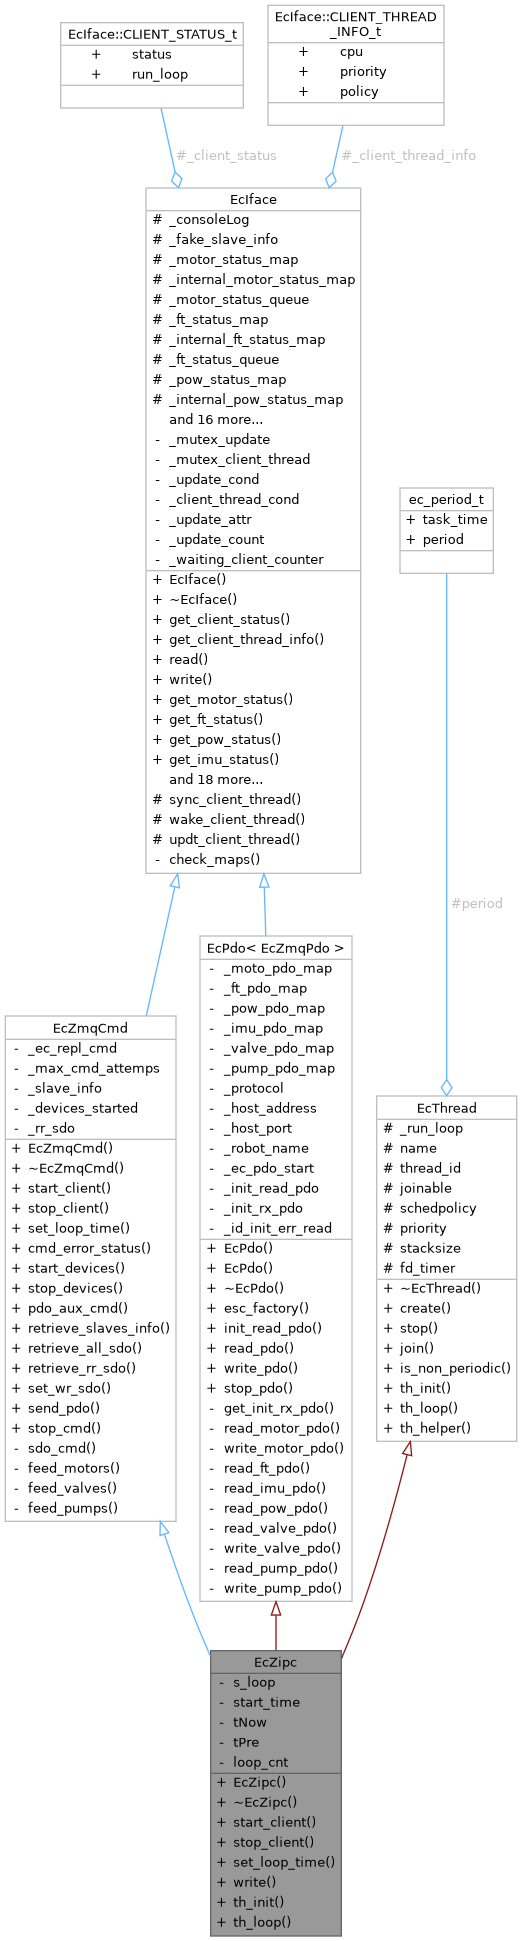 EcIface::CLIENT_STATUS_t
+ status
+ run_loop
EcIface::CLIENT_THREAD
_INFO_t
+ cpu
+ priority
+ policy
#_client_status
#_client_thread_info
EcIface
# _consoleLog
# _fake_slave_info
# _motor_status_map
# _internal_motor_status_map
# _motor_status_queue
# _ft_status_map
# _internal_ft_status_map
# _ft_status_queue
# _pow_status_map
# _internal_pow_status_map
and 16 more...
- _mutex_update
- _mutex_client_thread
- _update_cond
- _client_thread_cond
- _update_attr
- _update_count
- _waiting_client_counter
+ EcIface()
+ ~EcIface()
+ get_client_status()
+ get_client_thread_info()
+ read()
+ write()
+ get_motor_status()
+ get_ft_status()
+ get_pow_status()
+ get_imu_status()
and 18 more...
# sync_client_thread()
# wake_client_thread()
# updt_client_thread()
- check_maps()
ec_period_t
+ task_time
+ period
#period
EcZmqCmd
- _ec_repl_cmd
- _max_cmd_attemps
- _slave_info
- _devices_started
- _rr_sdo
+ EcZmqCmd()
+ ~EcZmqCmd()
+ start_client()
+ stop_client()
+ set_loop_time()
+ cmd_error_status()
+ start_devices()
+ stop_devices()
+ pdo_aux_cmd()
+ retrieve_slaves_info()
+ retrieve_all_sdo()
+ retrieve_rr_sdo()
+ set_wr_sdo()
+ send_pdo()
+ stop_cmd()
- sdo_cmd()
- feed_motors()
- feed_valves()
- feed_pumps()
EcPdo< EcZmqPdo >
- _moto_pdo_map
- _ft_pdo_map
- _pow_pdo_map
- _imu_pdo_map
- _valve_pdo_map
- _pump_pdo_map
- _protocol
- _host_address
- _host_port
- _robot_name
- _ec_pdo_start
- _init_read_pdo
- _init_rx_pdo
- _id_init_err_read
+ EcPdo()
+ EcPdo()
+ ~EcPdo()
+ esc_factory()
+ init_read_pdo()
+ read_pdo()
+ write_pdo()
+ stop_pdo()
- get_init_rx_pdo()
- read_motor_pdo()
- write_motor_pdo()
- read_ft_pdo()
- read_imu_pdo()
- read_pow_pdo()
- read_valve_pdo()
- write_valve_pdo()
- read_pump_pdo()
- write_pump_pdo()
EcThread
# _run_loop
# name
# thread_id
# joinable
# schedpolicy
# priority
# stacksize
# fd_timer
+ ~EcThread()
+ create()
+ stop()
+ join()
+ is_non_periodic()
+ th_init()
+ th_loop()
+ th_helper()
EcZipc
- s_loop
- start_time
- tNow
- tPre
- loop_cnt
+ EcZipc()
+ ~EcZipc()
+ start_client()
+ stop_client()
+ set_loop_time()
+ write()
+ th_init()
+ th_loop()